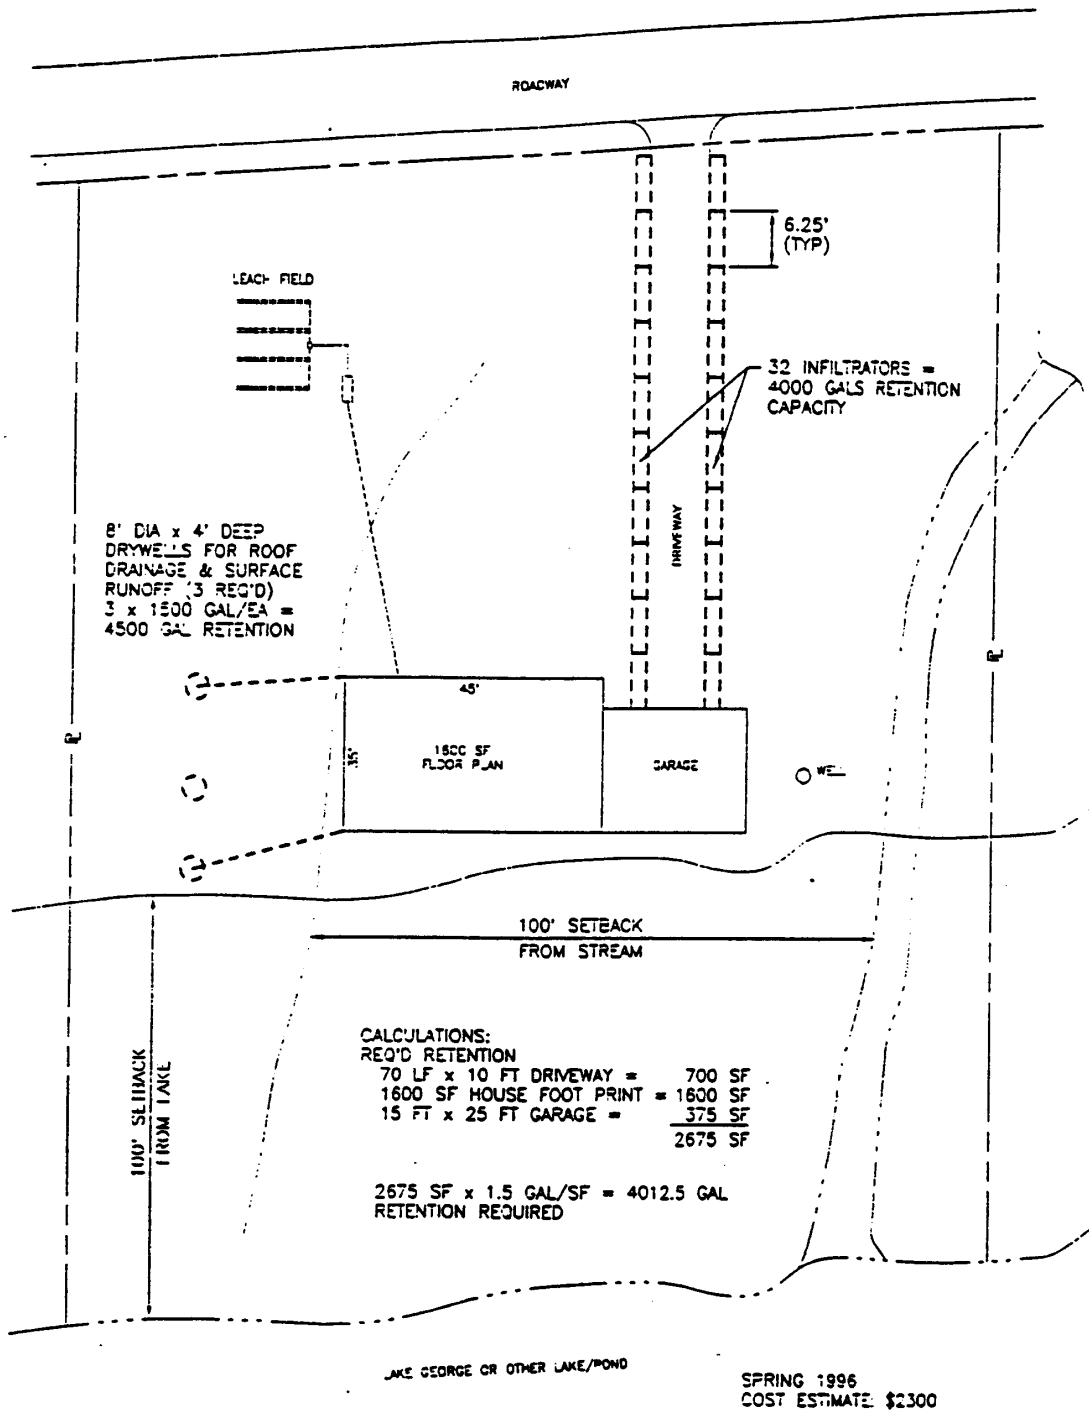 ROADWAY
6.25'
(TYP)
LEACH FIELD
32 INFILTRATORS =
4000 GALS RETENTION
CAPACITY
8' DIA x 4' DEEP
DRYWELLS FOR ROOF
DRAINAGE & SURFACE
RUNOFF (3 REQ'D)
3 x 1500 GAL/EA =
4500 GAL RETENTION
DRIVEWAY
PL
45'
35'
1600 SF
FLOOR PLAN
GARAGE
WELL
PL
100' SETBACK
FROM STREAM
100' SETBACK
FROM LAKE
CALCULATIONS:
REQ'D RETENTION
70 LF x 10 FT DRIVEWAY = 700 SF
1600 SF HOUSE FOOT PRINT = 1600 SF
15 FT x 25 FT GARAGE = 375 SF
2675 SF
2675 SF x 1.5 GAL/SF = 4012.5 GAL
RETENTION REQUIRED
LAKE GEORGE OR OTHER LAKE/POND
SPRING 1996
COST ESTIMATE: $2300